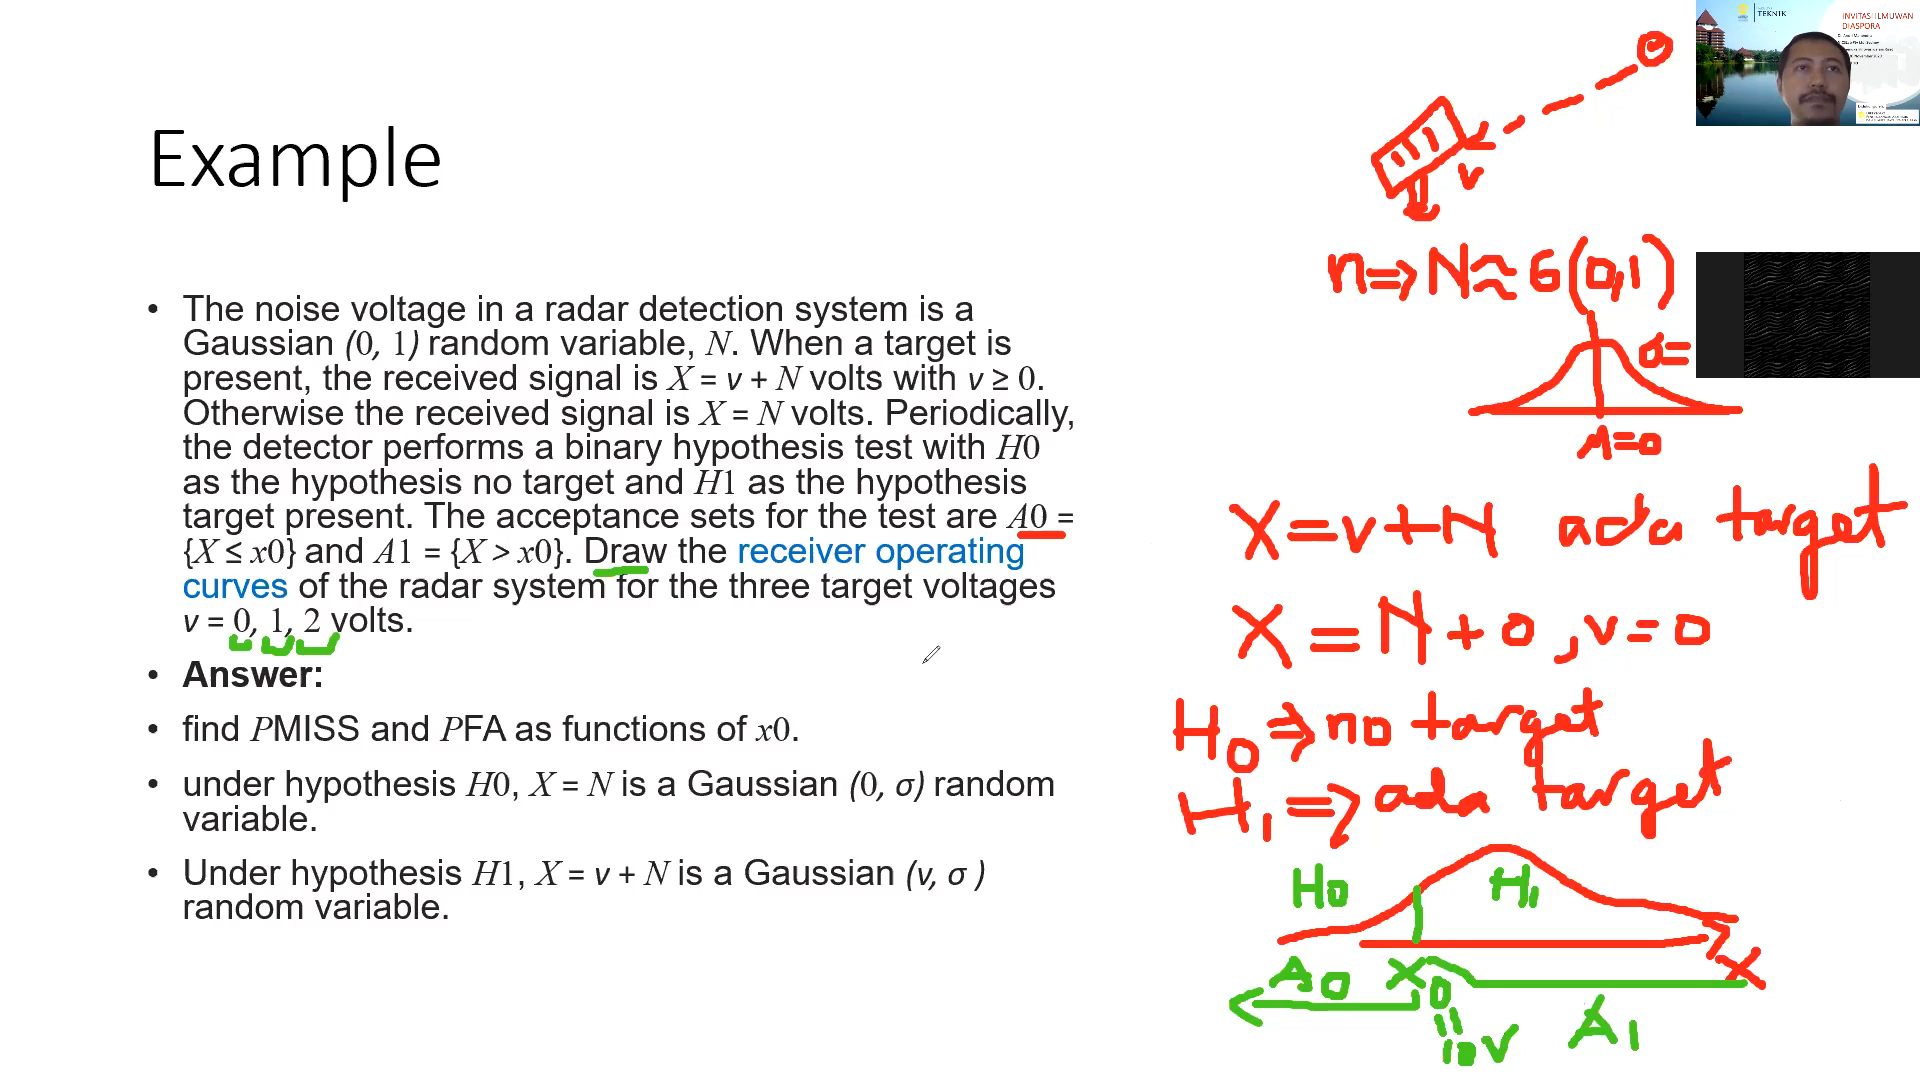 Example
• The noise voltage in a radar detection system is a
Gaussian (0, 1) random variable, N. When a target is
present, the received signal is X = v + N volts with v ≥ 0.
Otherwise the received signal is X = N volts. Periodically,
the detector performs a binary hypothesis test with H0
as the hypothesis no target and H1 as the hypothesis
target present. The acceptance sets for the test are A0 =
{X ≤ x0} and A1 = {X > x0}. Draw the receiver operating
curves of the radar system for the three target voltages
v = 0, 1, 2 volts.
• Answer:
• find PMISS and PFA as functions of x0.
• under hypothesis H0, X = N is a Gaussian (0, σ) random
variable.
• Under hypothesis H1, X = v + N is a Gaussian (v, σ )
random variable.
v
n⇒N≈G(0,1)
σ=
M=0
X=v+N ada target
X=N+0, v=0
H0⇒no target
H1⇒ada target
H0 H1
X
A0 X0
A1
10V
TEKNIK
INVITASI ILMUWAN
DIASPORA